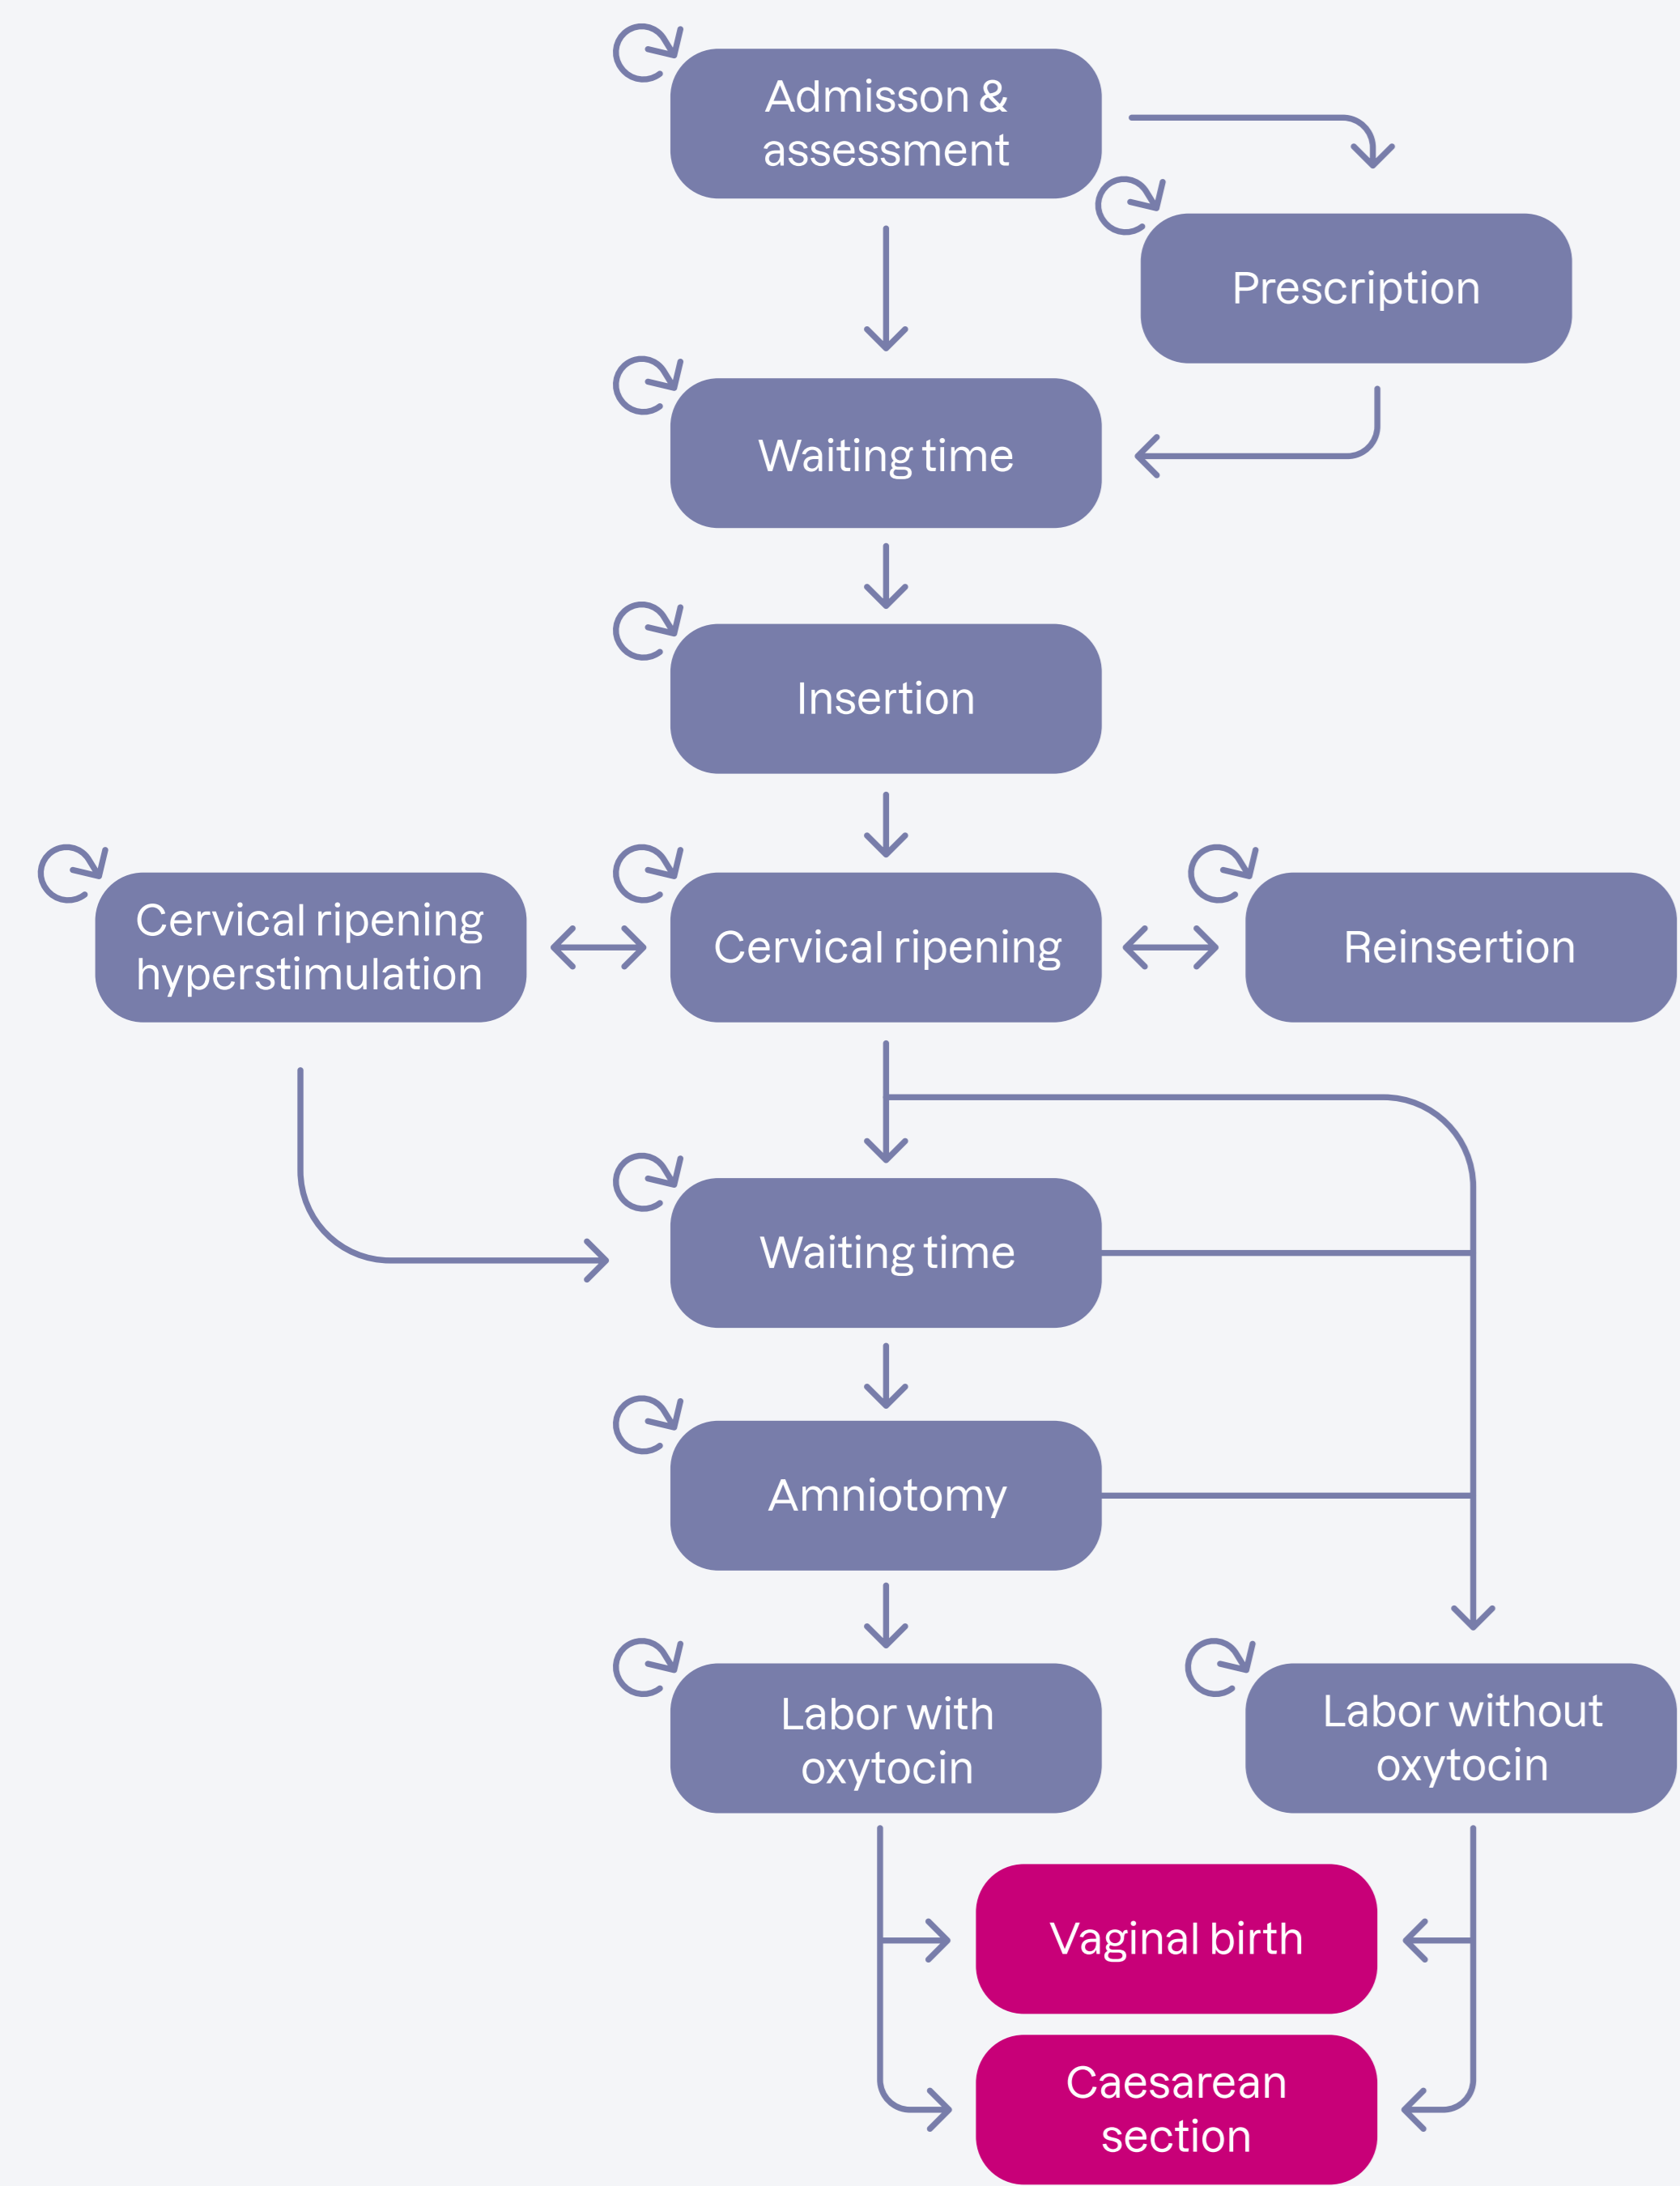 Admisson &
assessment
Prescription
Waiting time
Insertion
Cervical ripening
hyperstimulation
Cervical ripening
Reinsertion
Waiting time
Amniotomy
Labor with
oxytocin
Labor without
oxytocin
Vaginal birth
Caesarean
section